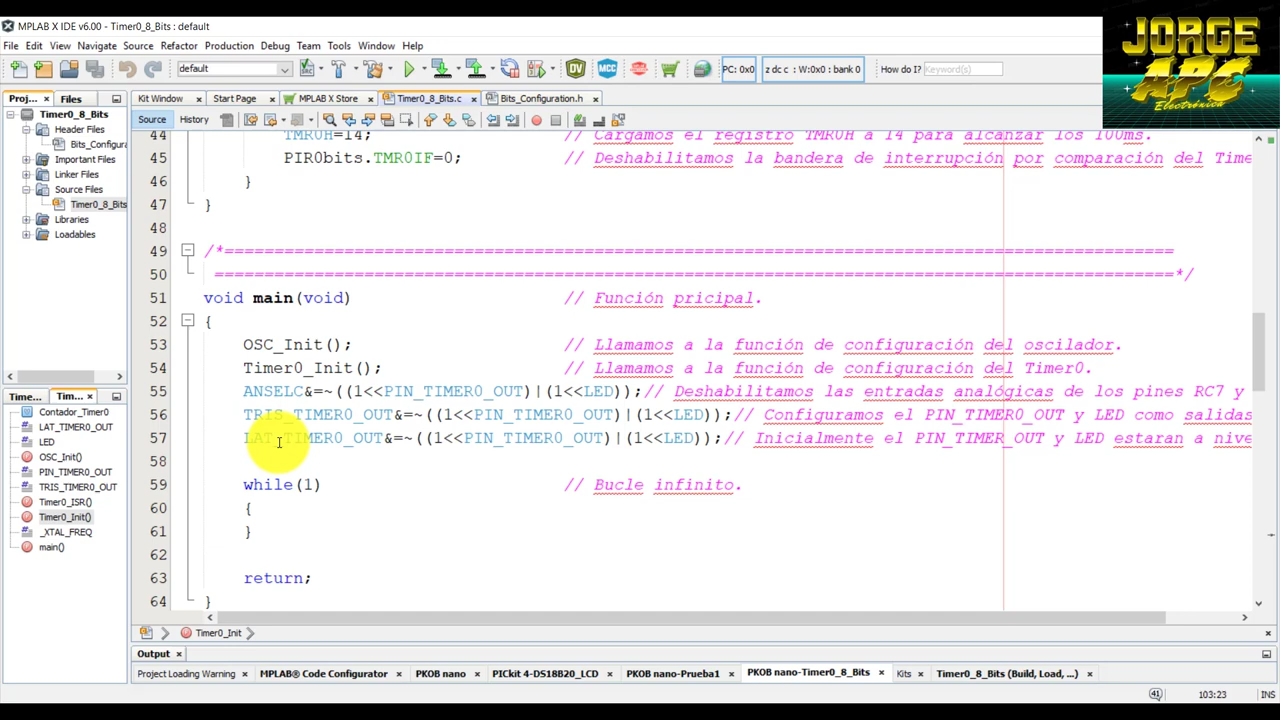 MPLAB X IDE v6.00 - Timer0_8_Bits : default
JORGE
APC
Electrónica
File Edit View Navigate Source Refactor Production Debug Team Tools Window Help
default
PC: 0x0
z dc c : W:0x0 : bank 0
How do I?
Keyword(s)
Proj... Files
Kit Window Start Page MPLAB X Store Timer0_8_Bits.c Bits_Configuration.h
Source History
Timer0_8_Bits
Header Files
Bits_Configura
Important Files
Linker Files
Source Files
Timer0_8_Bits
Libraries
Loadables
44 TMR0H=14; // Cargamos el registro TMR0H a 14 para alcanzar los 100ms.
45 PIR0bits.TMR0IF=0; // Deshabilitamos la bandera de interrupción por comparación del Time
46 }
47 }
48
49 /*===============================================================================================
50 ================================================================================================*/
51 void main(void) // Función pricipal.
52 {
53 OSC_Init(); // Llamamos a la función de configuración del oscilador.
54 Timer0_Init(); // Llamamos a la función de configuración del Timer0.
55 ANSELC&=~((1<<PIN_TIMER0_OUT)|(1<<LED));// Deshabilitamos las entradas analógicas de los pines RC7 y
56 TRIS_TIMER0_OUT&=~((1<<PIN_TIMER0_OUT)|(1<<LED));// Configuramos el PIN_TIMER0_OUT y LED como salidas
57 LAT_TIMER0_OUT&=~((1<<PIN_TIMER0_OUT)|(1<<LED));// Inicialmente el PIN_TIMER_OUT y LED estaran a nive
58
59 while(1) // Bucle infinito.
60 {
61 }
62
63 return;
64 }
Time... Tim...
Contador_Timer0
LAT_TIMER0_OUT
LED
OSC_Init()
PIN_TIMER0_OUT
TRIS_TIMER0_OUT
Timer0_ISR()
Timer0_Init()
_XTAL_FREQ
main()
Timer0_Init
Output
Project Loading Warning MPLAB® Code Configurator PKOB nano PICkit 4-DS18B20_LCD PKOB nano-Prueba1 PKOB nano-Timer0_8_Bits Kits Timer0_8_Bits (Build, Load, ...)
41 103:23 INS